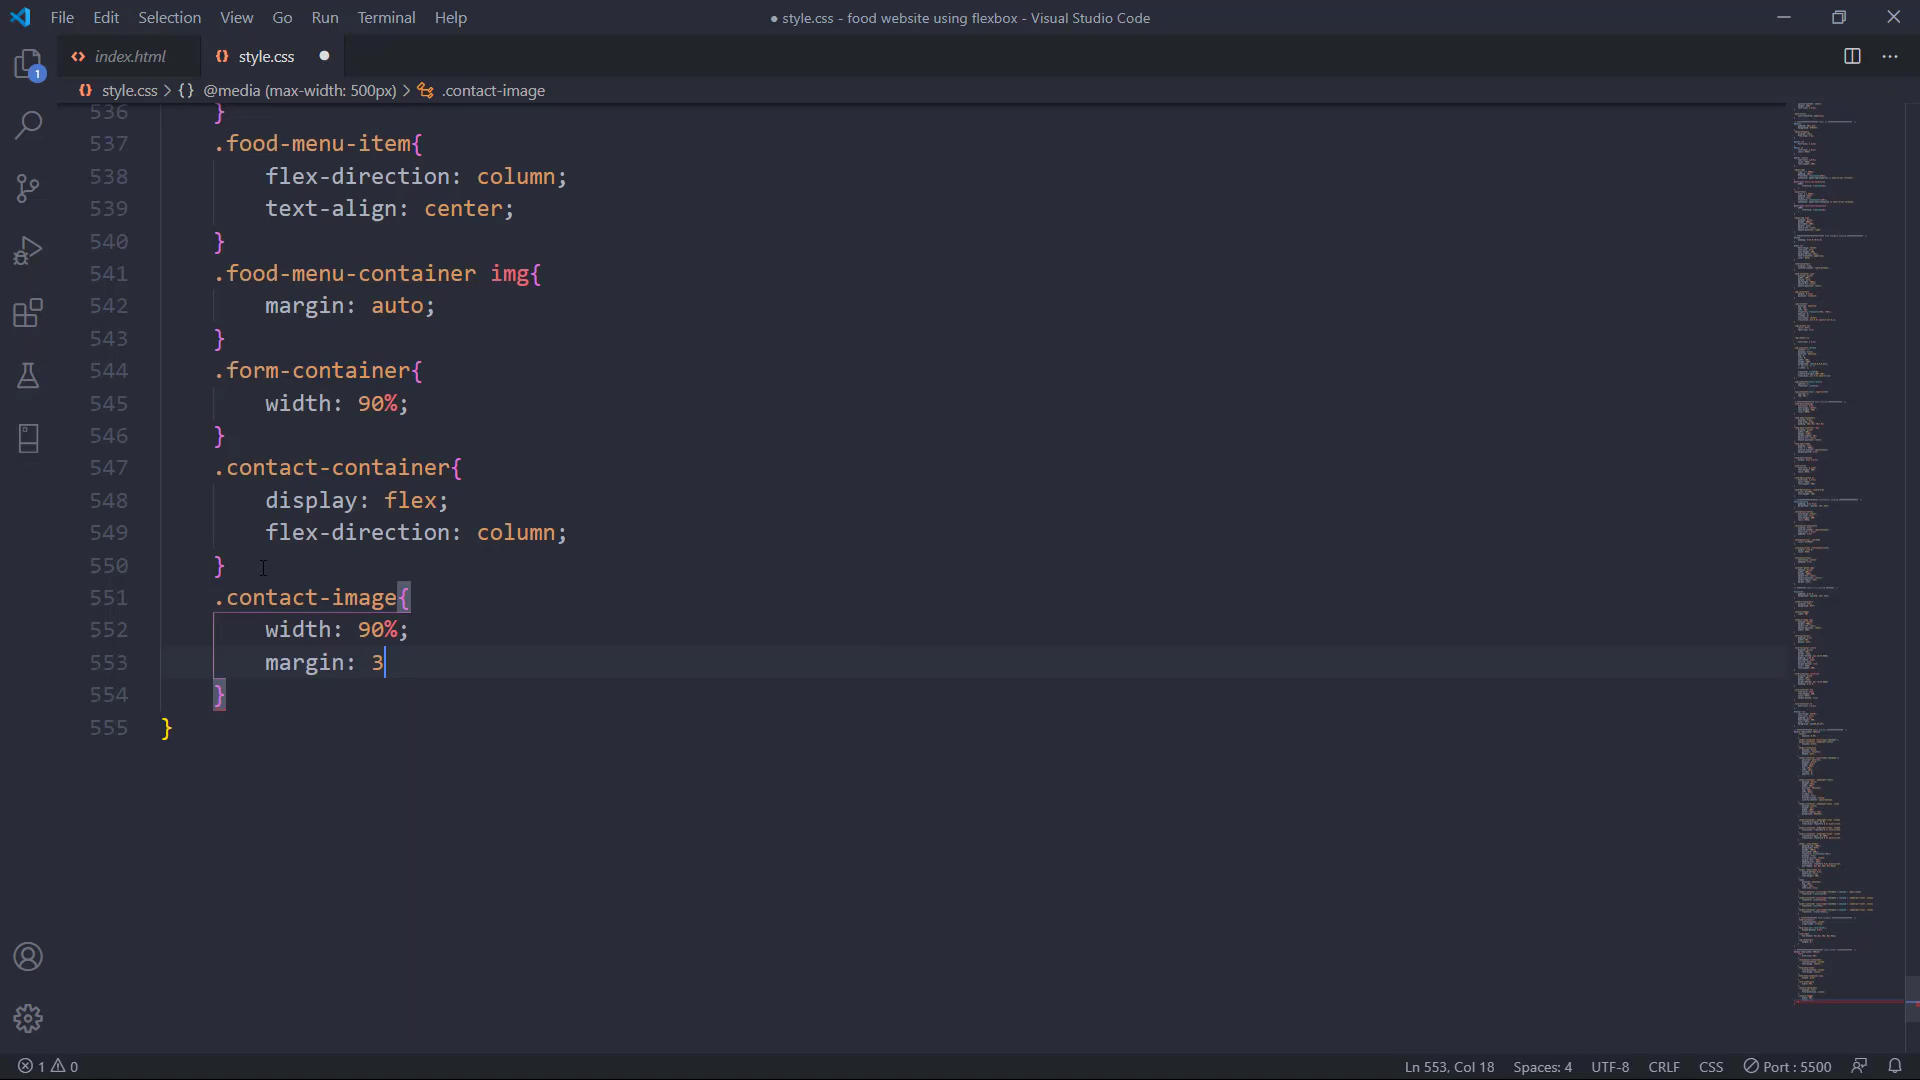 File Edit Selection View Go Run Terminal Help
● style.css - food website using flexbox - Visual Studio Code
index.html style.css
style.css > {} @media (max-width: 500px) > .contact-image
1
536 }
537 .food-menu-item{
538 flex-direction: column;
539 text-align: center;
540 }
541 .food-menu-container img{
542 margin: auto;
543 }
544 .form-container{
545 width: 90%;
546 }
547 .contact-container{
548 display: flex;
549 flex-direction: column;
550 }
551 .contact-image{
552 width: 90%;
553 margin: 3
554 }
555 }
1 0 Ln 553, Col 18 Spaces: 4 UTF-8 CRLF CSS Port : 5500